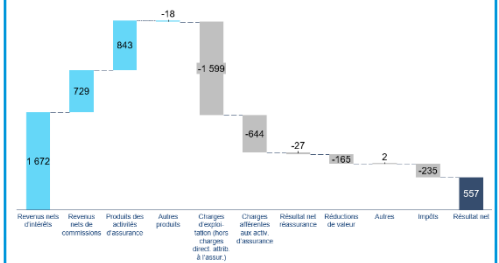 -18
843
729
-1 599
1 672
-644
-27
-165
2
-235
557
Revenus nets
d'intérêts
Revenus
nets de
commissions
Produits des
activités
d'assurance
Autres
produits
Charges
d'exploi-
tation (hors
charges
direct. attrib.
à l'assur.)
Charges
afférentes
aux activ.
d'assurance
Résultat net
réassurance
Réductions
de valeur
Autres
Impôts
Résultat net